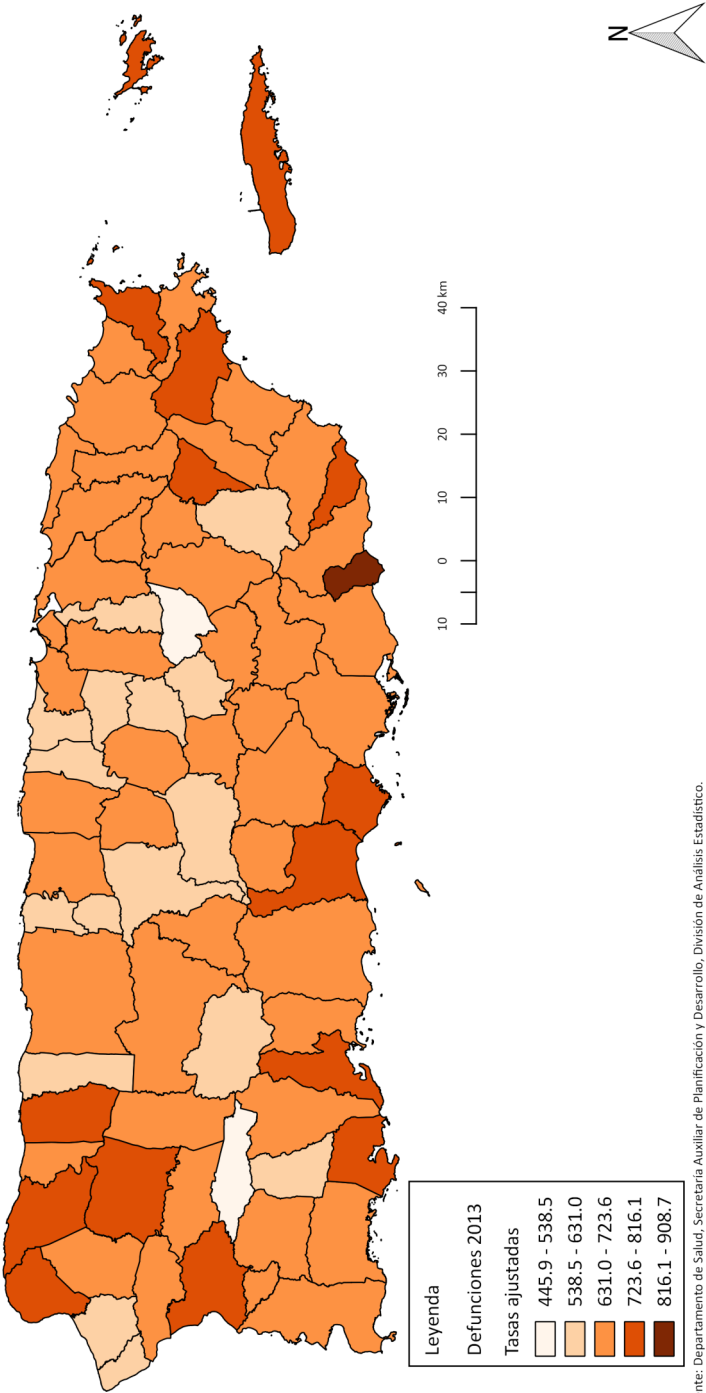 N
40 km
30
20
10
0
10
Leyenda
Defunciones 2013
Tasas ajustadas
445.9 - 538.5
538.5 - 631.0
631.0 - 723.6
723.6 - 816.1
816.1 - 908.7
nte: Departamento de Salud, Secretaría Auxiliar de Planificación y Desarrollo, División de Análisis Estadístico.